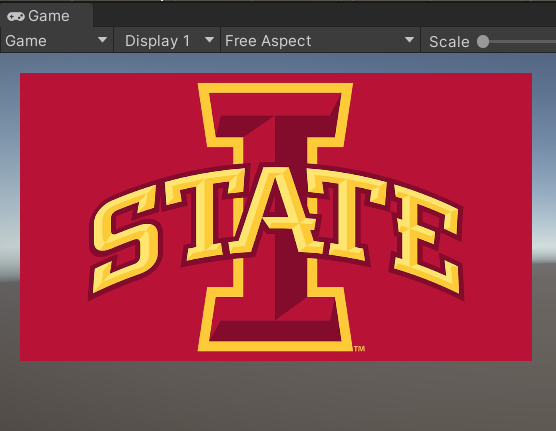 Game
Game Display 1 Free Aspect Scale
I
STATE
TM